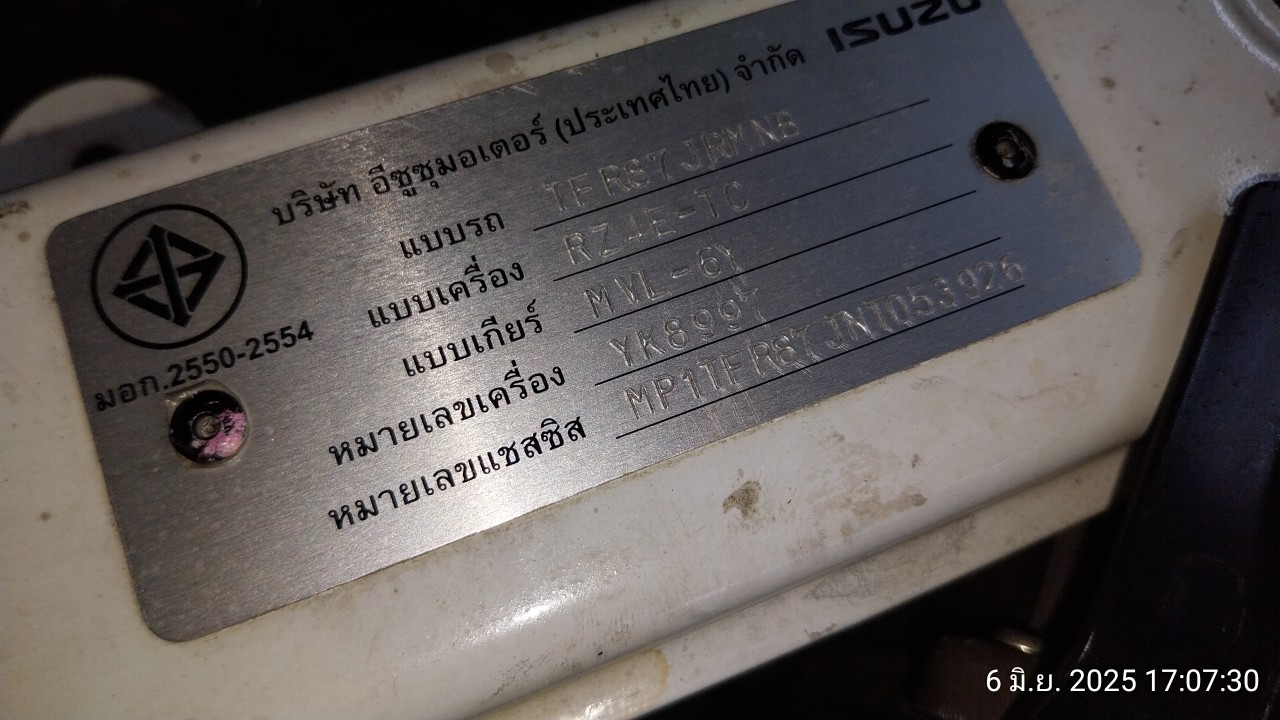 ISUZU
บริษัท อีซูซุมอเตอร์ (ประเทศไทย) จำกัด
แบบรถ TFR87JRMNB
แบบเครื่อง RZ4E-TC
แบบเกียร์ MVL-6Y
หมายเลขเครื่อง YK8997
หมายเลขแชสซิส MP1TFR87JNT053926
มอก.2550-2554
6 มิ.ย. 2025 17:07:30